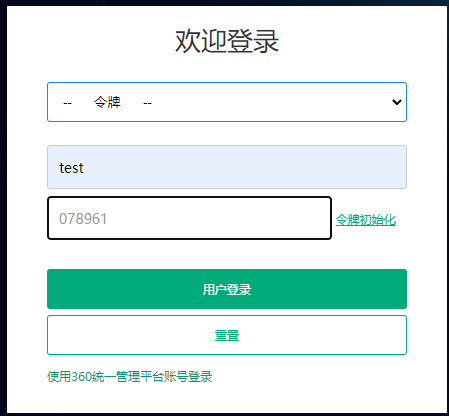 欢迎登录
-- 令牌 --
test
078961 令牌初始化
用户登录
重置
使用360统一管理平台账号登录